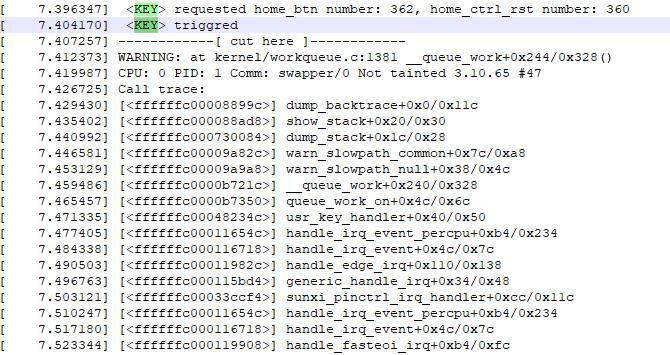 [    7.396347] <KEY> requested home_btn number: 362, home_ctrl_rst number: 360
[    7.404170] <KEY> triggred
[    7.407257] ------------[ cut here ]------------
[    7.412373] WARNING: at kernel/workqueue.c:1381 __queue_work+0x244/0x328()
[    7.419987] CPU: 0 PID: 1 Comm: swapper/0 Not tainted 3.10.65 #47
[    7.426725] Call trace:
[    7.429430] [<ffffffc00008899c>] dump_backtrace+0x0/0x11c
[    7.435402] [<ffffffc000088ad8>] show_stack+0x20/0x30
[    7.440992] [<ffffffc000730084>] dump_stack+0x1c/0x28
[    7.446581] [<ffffffc00009a82c>] warn_slowpath_common+0x7c/0xa8
[    7.453129] [<ffffffc00009a9a8>] warn_slowpath_null+0x38/0x4c
[    7.459486] [<ffffffc0000b721c>] __queue_work+0x240/0x328
[    7.465457] [<ffffffc0000b7350>] queue_work_on+0x4c/0x6c
[    7.471335] [<ffffffc00048234c>] usr_key_handler+0x40/0x50
[    7.477405] [<ffffffc00011654c>] handle_irq_event_percpu+0xb4/0x234
[    7.484338] [<ffffffc000116718>] handle_irq_event+0x4c/0x7c
[    7.490503] [<ffffffc00011982c>] handle_edge_irq+0x110/0x138
[    7.496763] [<ffffffc000115bd4>] generic_handle_irq+0x34/0x48
[    7.503121] [<ffffffc00033ccf4>] sunxi_pinctrl_irq_handler+0xcc/0x11c
[    7.510247] [<ffffffc00011654c>] handle_irq_event_percpu+0xb4/0x234
[    7.517180] [<ffffffc000116718>] handle_irq_event+0x4c/0x7c
[    7.523344] [<ffffffc000119908>] handle_fasteoi_irq+0xb4/0xfc